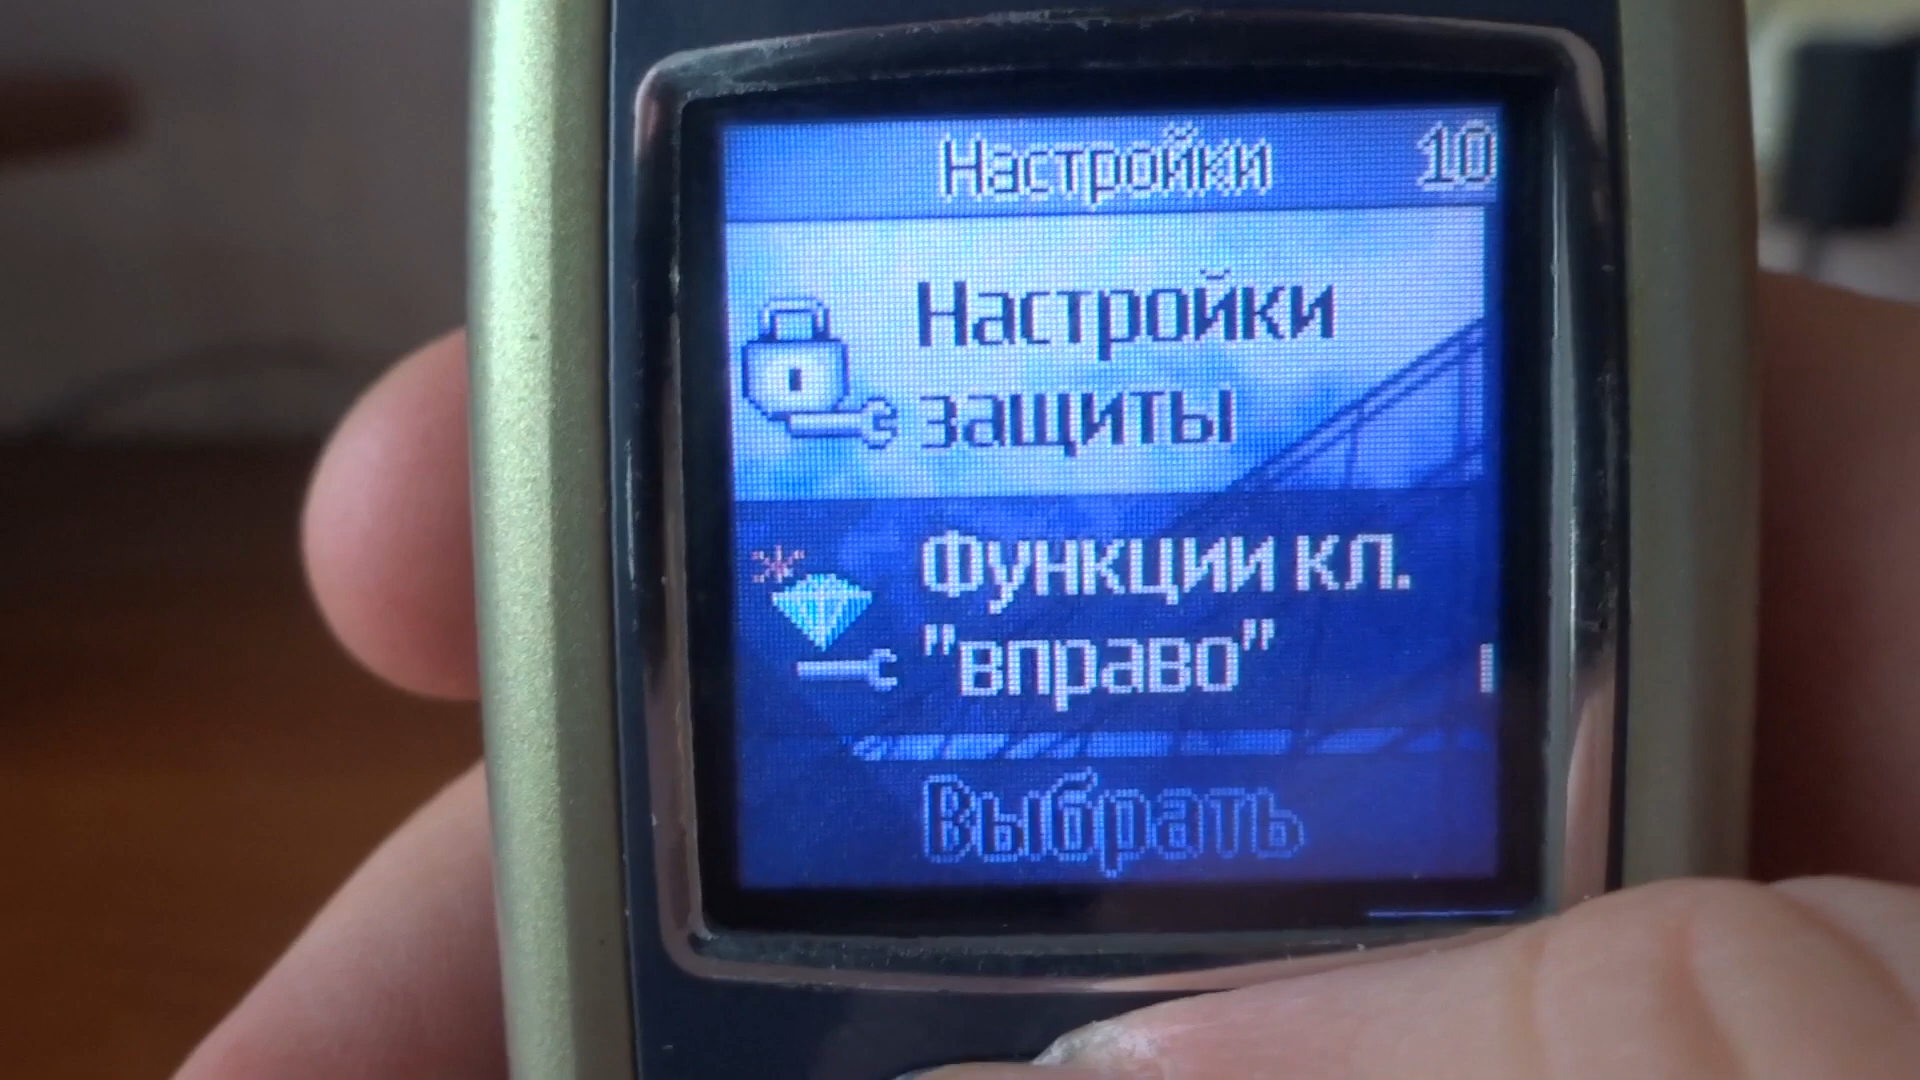 Настройки 10
Настройки
защиты
Функции кл.
"вправо"
Выбрать